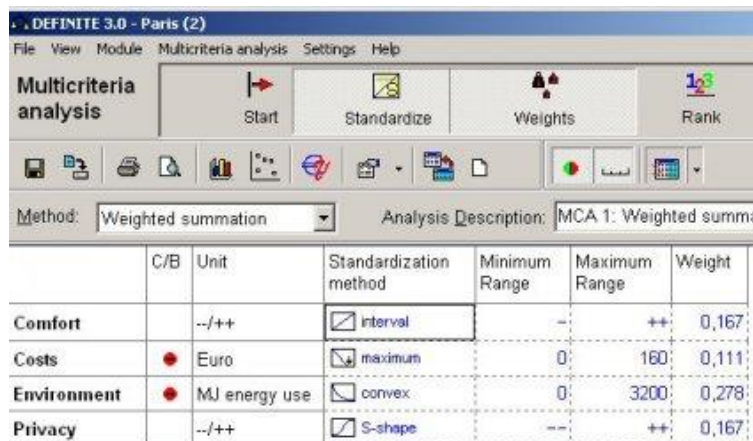 DEFINITE 3.0 - Paris (2)
File View Module Multicriteria analysis Settings Help
Multicriteria analysis Start Standardize Weights 123 Rank
Method: Weighted summation Analysis Description: MCA 1: Weighted summa
C/B Unit Standardization method Minimum Range Maximum Range Weight
Comfort --/++ interval - ++ 0,167
Costs Euro maximum 0 160 0,111
Environment MJ energy use convex 0 3200 0,278
Privacy --/++ S-shape -- ++ 0,167